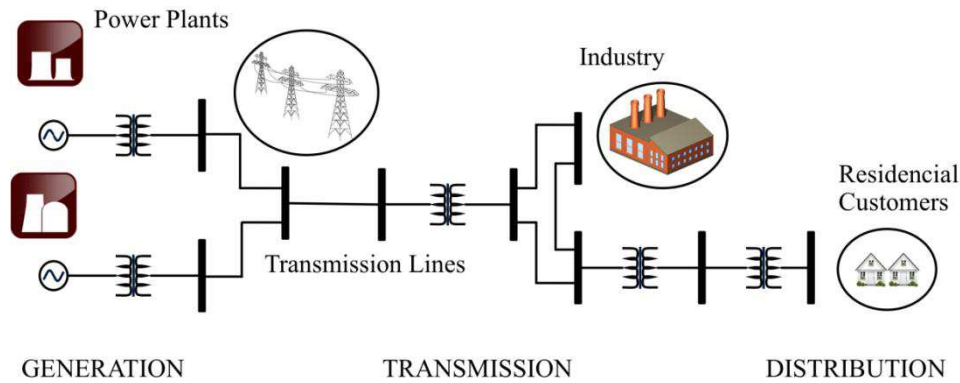 Power Plants
Industry
Residencial
Customers
Transmission Lines
GENERATION
TRANSMISSION
DISTRIBUTION